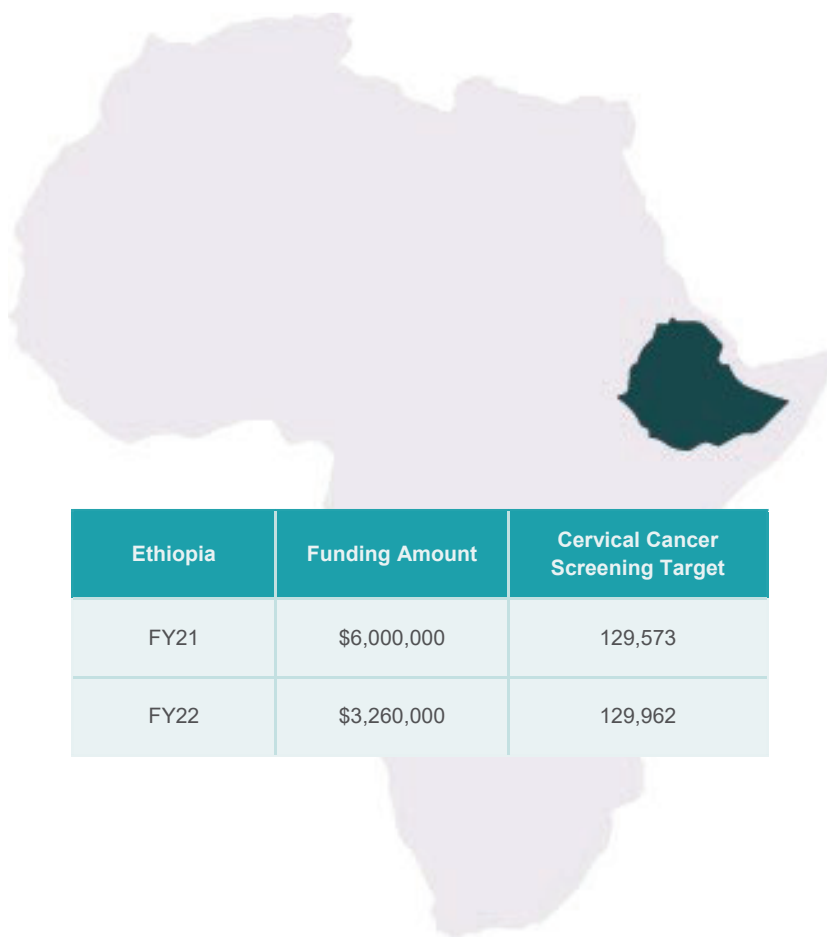 Ethiopia Funding Amount Cervical Cancer
Screening Target
FY21 $6,000,000 129,573
FY22 $3,260,000 129,962